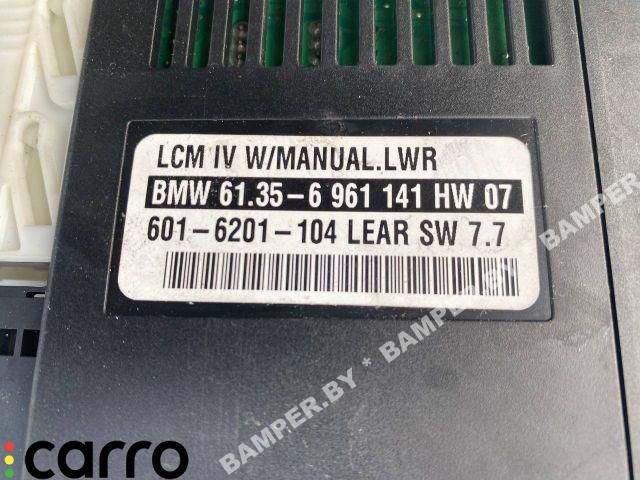 LCM IV W/MANUAL.LWR
BMW 61.35-6 961 141 HW 07
601-6201-104 LEAR SW 7.7
BAMPER.BY * BAMPER.BY * BAMPER.BY
carro